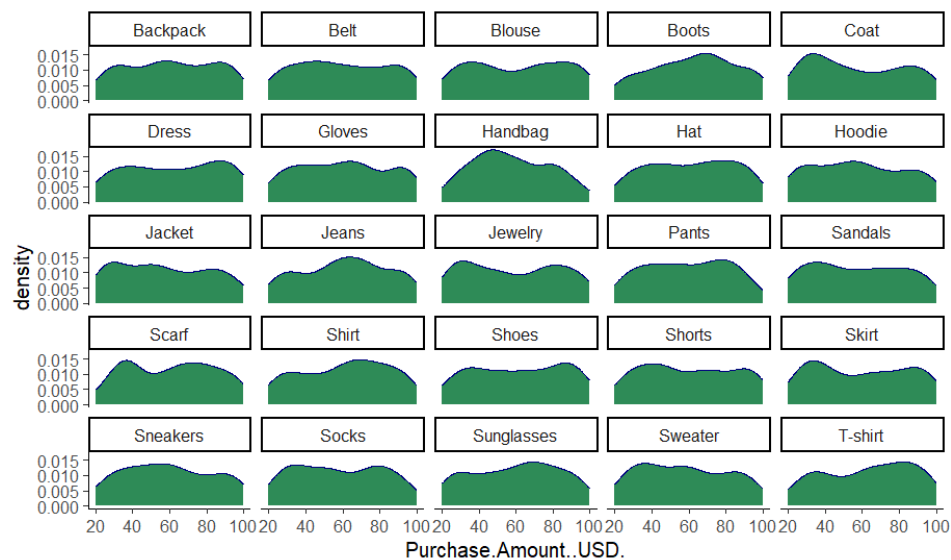 Backpack Belt Blouse Boots Coat
0.015
0.010
0.005
0.000
Dress Gloves Handbag Hat Hoodie
0.015
0.010
0.005
0.000
Jacket Jeans Jewelry Pants Sandals
0.015
0.010
0.005
0.000
Scarf Shirt Shoes Shorts Skirt
0.015
0.010
0.005
0.000
Sneakers Socks Sunglasses Sweater T-shirt
0.015
0.010
0.005
0.000
20 40 60 80 100 20 40 60 80 100 20 40 60 80 100 20 40 60 80 100 20 40 60 80 100
Purchase.Amount..USD.
density